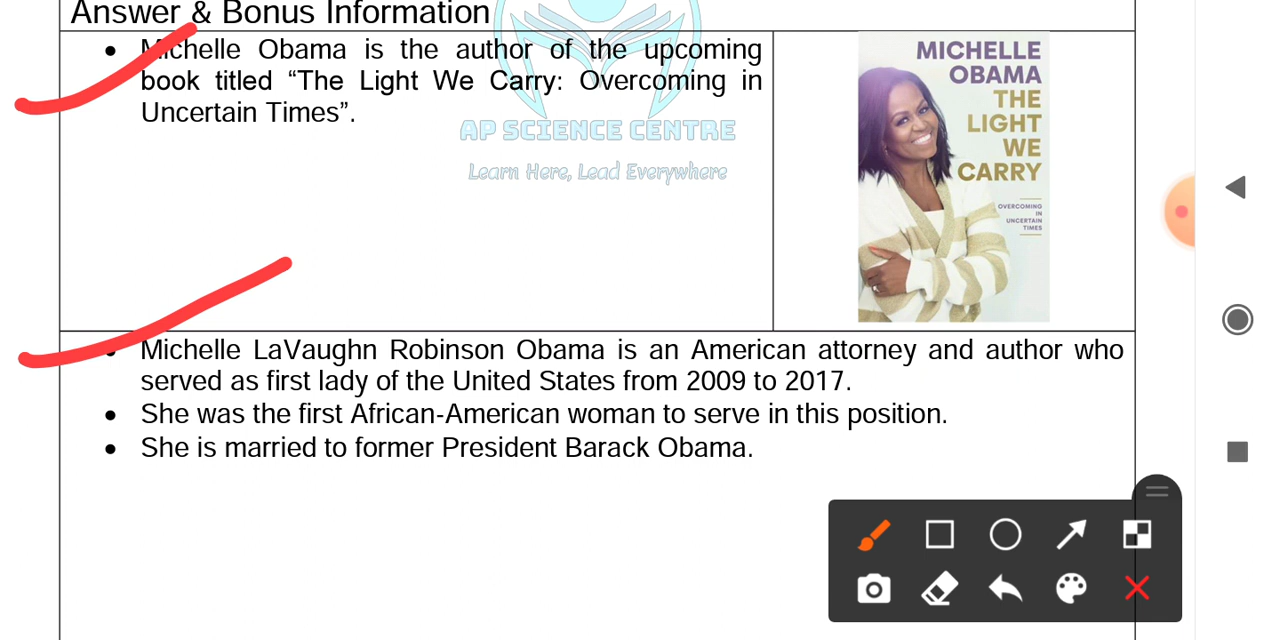 Answer & Bonus Information
• Michelle Obama is the author of the upcoming
book titled “The Light We Carry: Overcoming in
Uncertain Times”.
AP SCIENCE CENTRE
Learn Here, Lead Everywhere
MICHELLE
OBAMA
THE
LIGHT
WE
CARRY
OVERCOMING
IN
UNCERTAIN
TIMES
• Michelle LaVaughn Robinson Obama is an American attorney and author who
served as first lady of the United States from 2009 to 2017.
• She was the first African-American woman to serve in this position.
• She is married to former President Barack Obama.